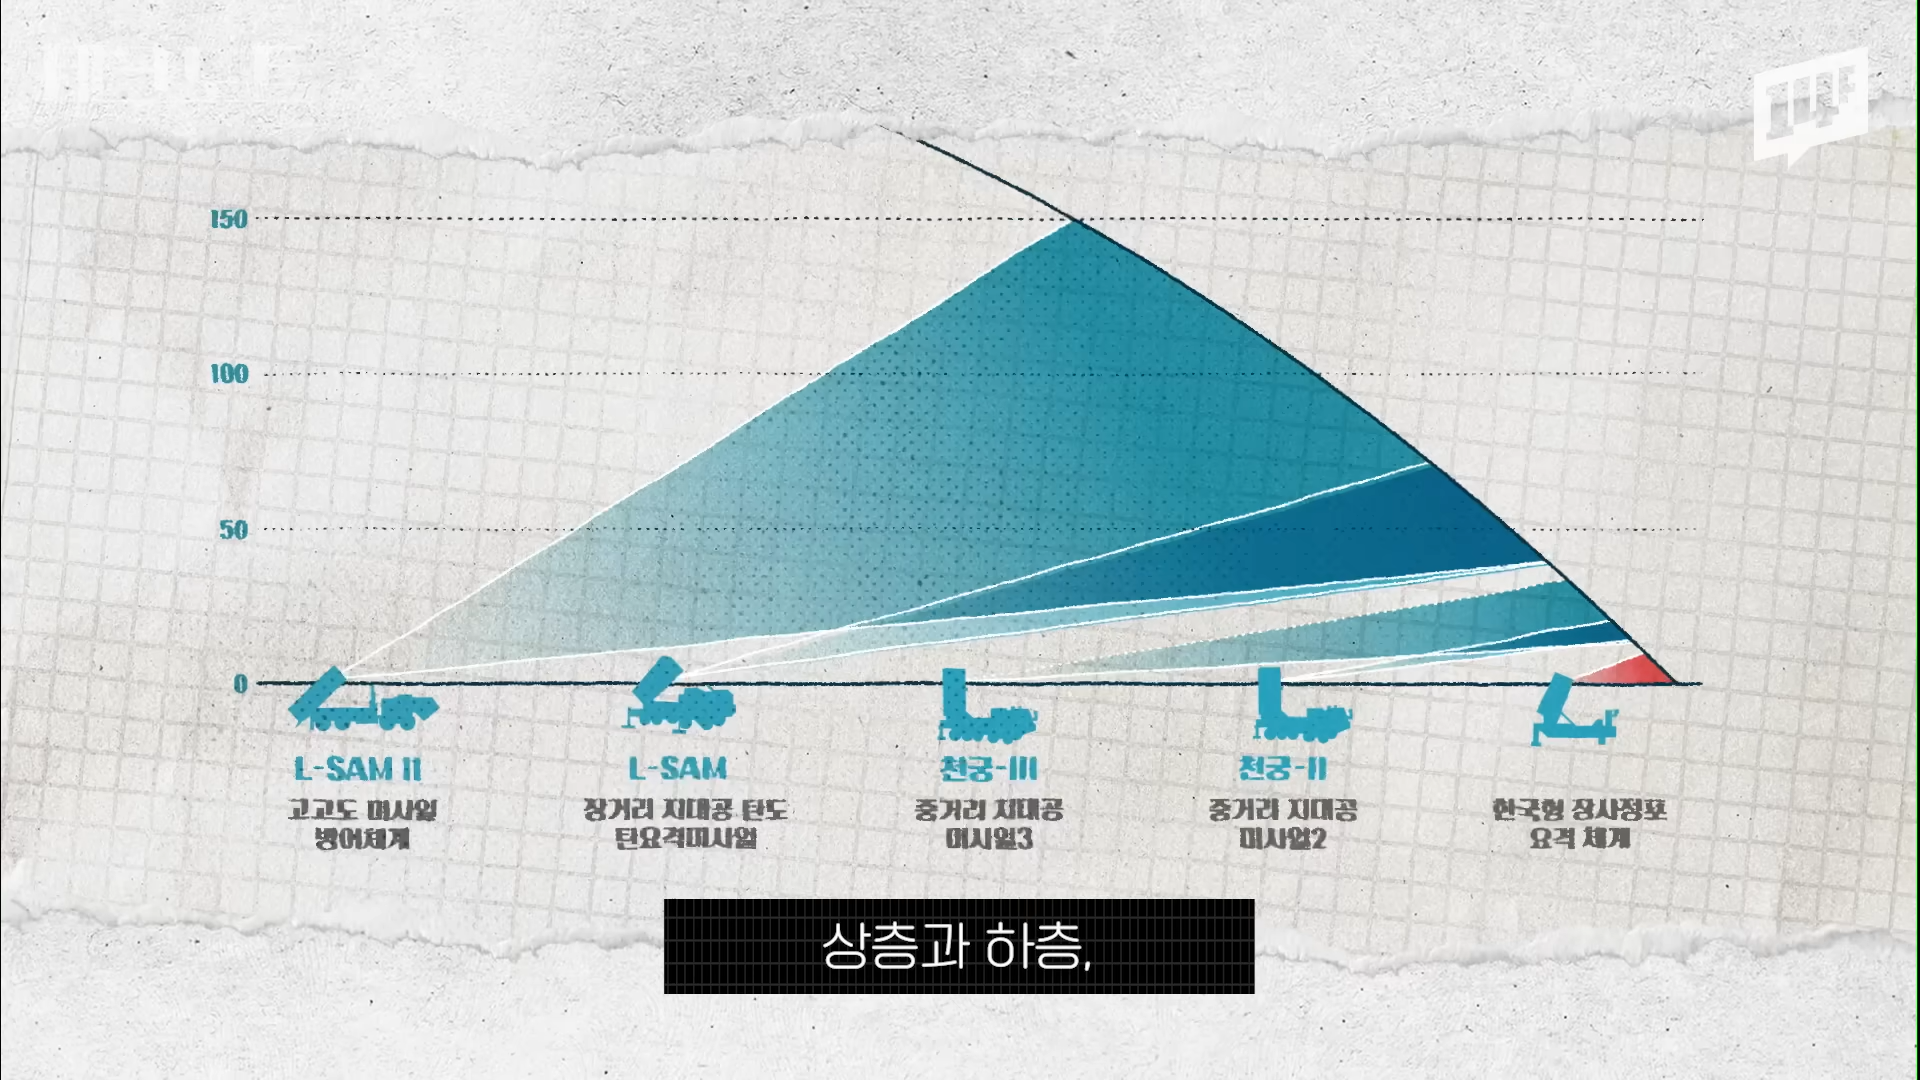 150
100
50
0
L-SAM II
고고도 미사일
방어체계
L-SAM
장거리 지대공 탄도
탄요격미사일
천궁-III
중거리 지대공
미사일3
천궁-II
중거리 지대공
미사일2
한국형 장사정포
요격 체계
상층과 하층,